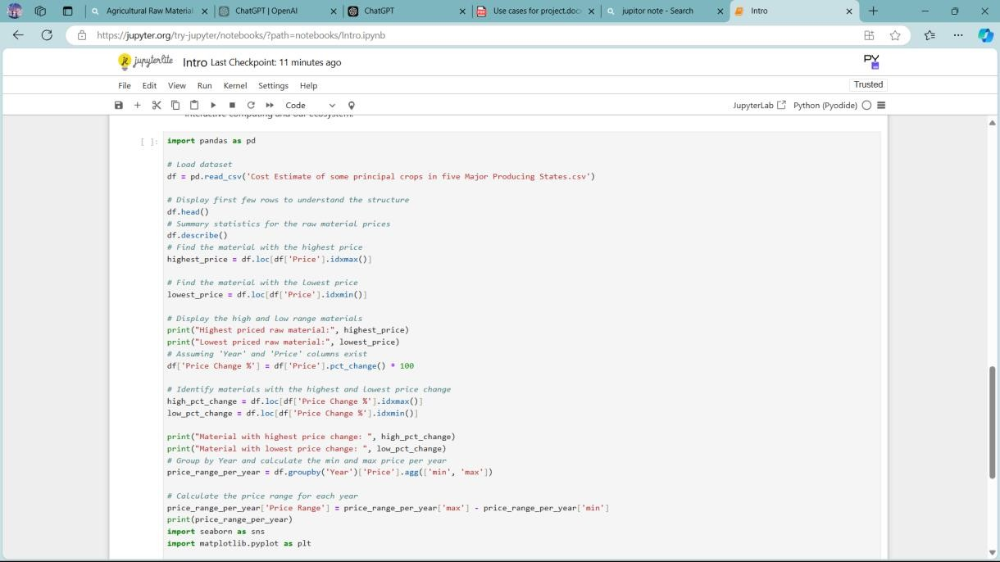 Agricultural Raw Material
ChatGPT | OpenAI
ChatGPT
Use cases for project.docx
jupitor note - Search
Intro
https://jupyter.org/try-jupyter/notebooks/?path=notebooks/Intro.ipynb
jupyterlite Intro Last Checkpoint: 11 minutes ago
PY
File Edit View Run Kernel Settings Help
Trusted
Code
JupyterLab Python (Pyodide)
interactive computing and our ecosystem.
[ ]:
import pandas as pd
# Load dataset
df = pd.read_csv('Cost Estimate of some principal crops in five Major Producing States.csv')
# Display first few rows to understand the structure
df.head()
# Summary statistics for the raw material prices
df.describe()
# Find the material with the highest price
highest_price = df.loc[df['Price'].idxmax()]
# Find the material with the lowest price
lowest_price = df.loc[df['Price'].idxmin()]
# Display the high and low range materials
print("Highest priced raw material:", highest_price)
print("Lowest priced raw material:", lowest_price)
# Assuming 'Year' and 'Price' columns exist
df['Price Change %'] = df['Price'].pct_change() * 100
# Identify materials with the highest and lowest price change
high_pct_change = df.loc[df['Price Change %'].idxmax()]
low_pct_change = df.loc[df['Price Change %'].idxmin()]
print("Material with highest price change: ", high_pct_change)
print("Material with lowest price change: ", low_pct_change)
# Group by Year and calculate the min and max price per year
price_range_per_year = df.groupby('Year')['Price'].agg(['min', 'max'])
# Calculate the price range for each year
price_range_per_year['Price Range'] = price_range_per_year['max'] - price_range_per_year['min']
print(price_range_per_year)
import seaborn as sns
import matplotlib.pyplot as plt